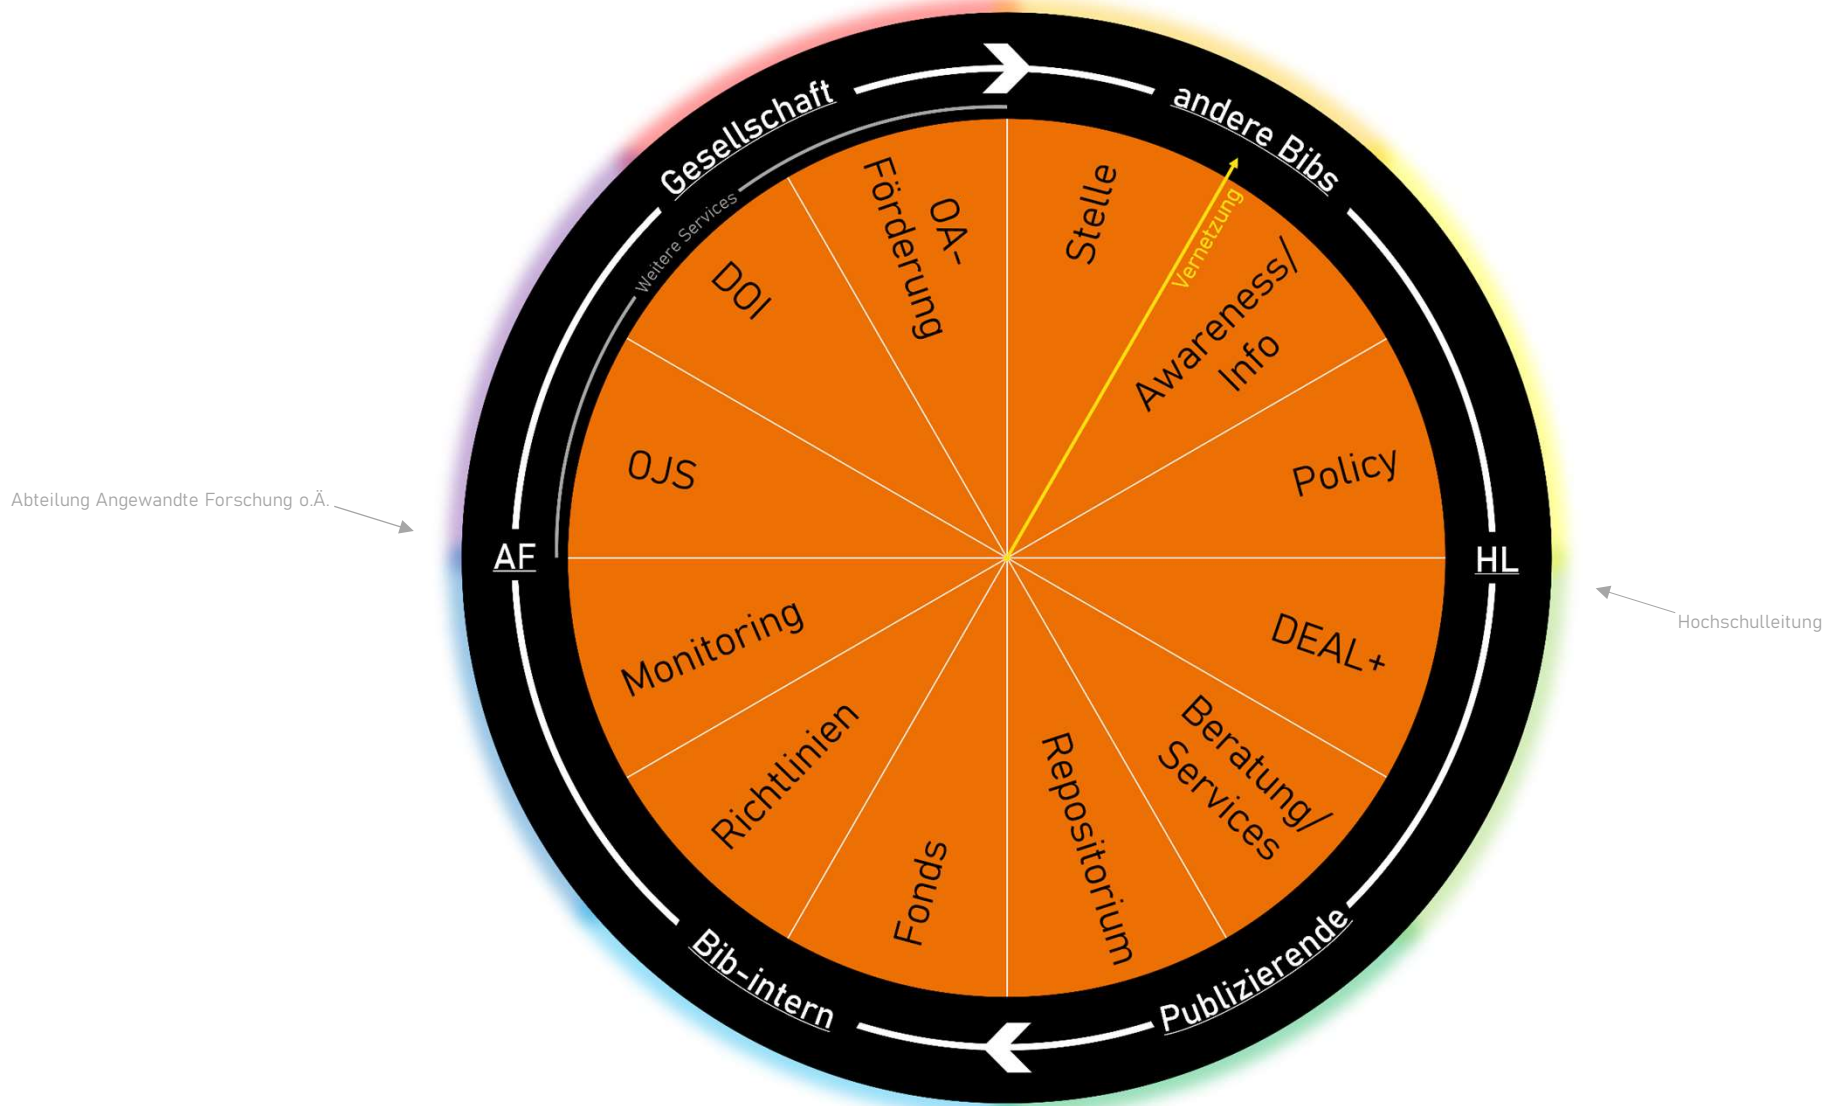 Gesellschaft
andere Bibs
Weitere Services
Vernetzung
OA-
Förderung
Stelle
Awareness/
Info
Policy
DEAL+
Beratung/
Services
Repositorium
Fonds
Richtlinien
Monitoring
OJS
DOI
AF
HL
Bib-intern
Publizierende
Abteilung Angewandte Forschung o.Ä.
Hochschulleitung